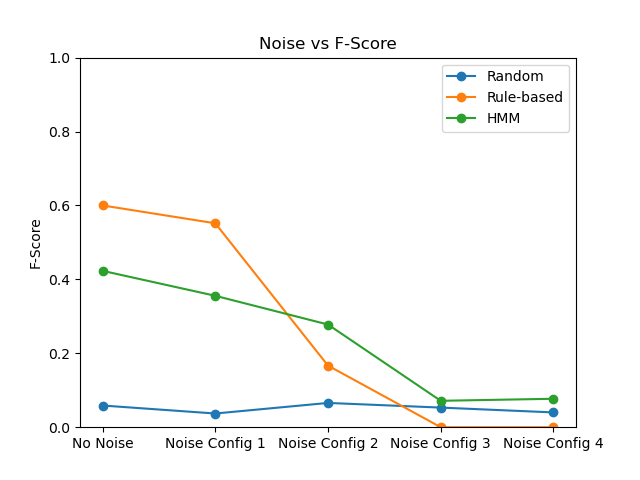 Noise vs F-Score
1.0
0.8
0.6
0.4
0.2
0.0
F-Score
Random
Rule-based
HMM
No Noise
Noise Config 1
Noise Config 2
Noise Config 3
Noise Config 4